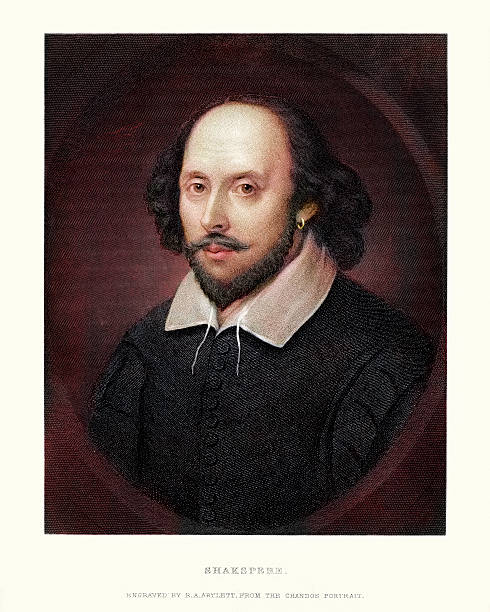 SHAKSPERE.
ENGRAVED BY R.A.ARTLETT, FROM THE CHANDOS PORTRAIT.